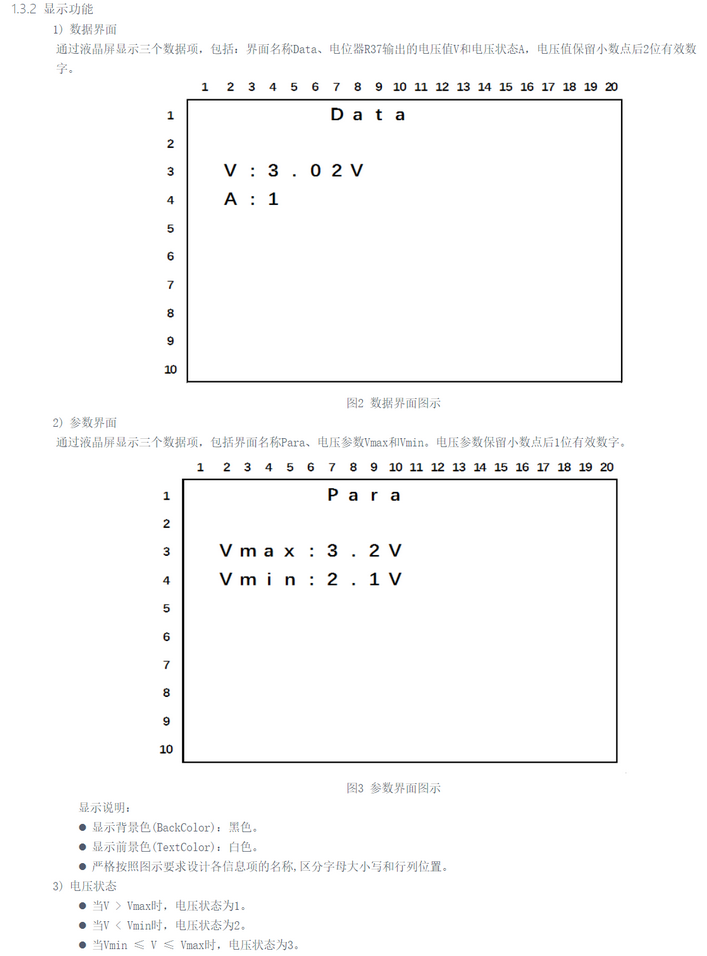 1.3.2 显示功能
1) 数据界面
通过液晶屏显示三个数据项，包括：界面名称Data、电位器R37输出的电压值V和电压状态A，电压值保留小数点后2位有效数
字。
1 2 3 4 5 6 7 8 9 10 11 12 13 14 15 16 17 18 19 20
1 Data
2
3 V:3.02V
4 A:1
5
6
7
8
9
10
图2 数据界面图示
2) 参数界面
通过液晶屏显示三个数据项，包括界面名称Para、电压参数Vmax和Vmin。电压参数保留小数点后1位有效数字。
1 2 3 4 5 6 7 8 9 10 11 12 13 14 15 16 17 18 19 20
1 Para
2
3 Vmax:3.2V
4 Vmin:2.1V
5
6
7
8
9
10
图3 参数界面图示
显示说明：
● 显示背景色(BackColor)：黑色。
● 显示前景色(TextColor)：白色。
● 严格按照图示要求设计各信息项的名称,区分字母大小写和行列位置。
3) 电压状态
● 当V > Vmax时，电压状态为1。
● 当V < Vmin时，电压状态为2。
● 当Vmin ≤ V ≤ Vmax时，电压状态为3。